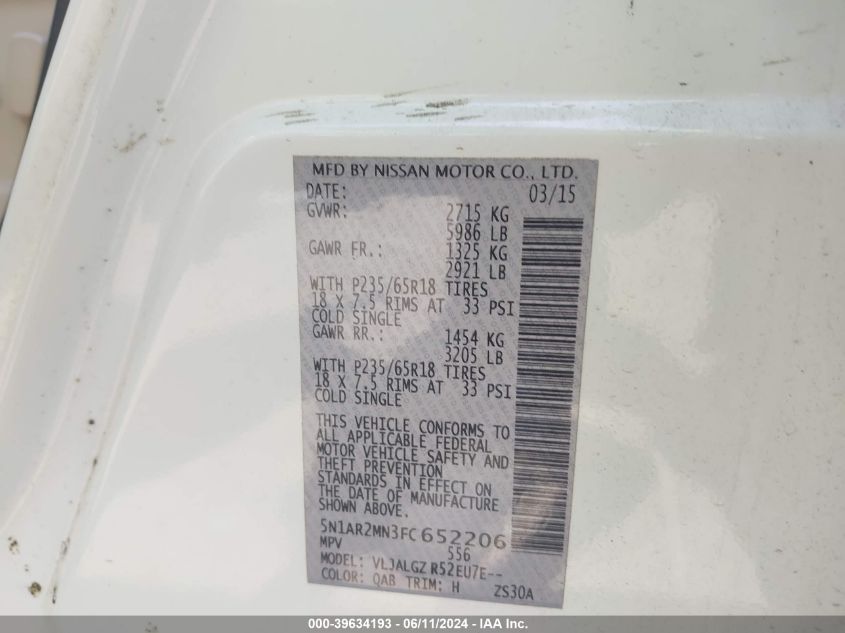 MFD BY NISSAN MOTOR CO., LTD.
DATE: 03/15
GVWR: 2715 KG
5986 LB
GAWR FR.: 1325 KG
2921 LB
WITH P235/65R18 TIRES
18 X 7.5 RIMS AT 33 PSI
COLD SINGLE
GAWR RR.: 1454 KG
3205 LB
WITH P235/65R18 TIRES
18 X 7.5 RIMS AT 33 PSI
COLD SINGLE
THIS VEHICLE CONFORMS TO
ALL APPLICABLE FEDERAL
MOTOR VEHICLE SAFETY AND
THEFT PREVENTION
STANDARDS IN EFFECT ON
THE DATE OF MANUFACTURE
SHOWN ABOVE.
5N1AR2MN3FC652206
MPV 556
MODEL: VLJALGZ R52EU7E--
COLOR: QAB TRIM: H ZS30A
000-39634193 - 06/11/2024 - IAA Inc.